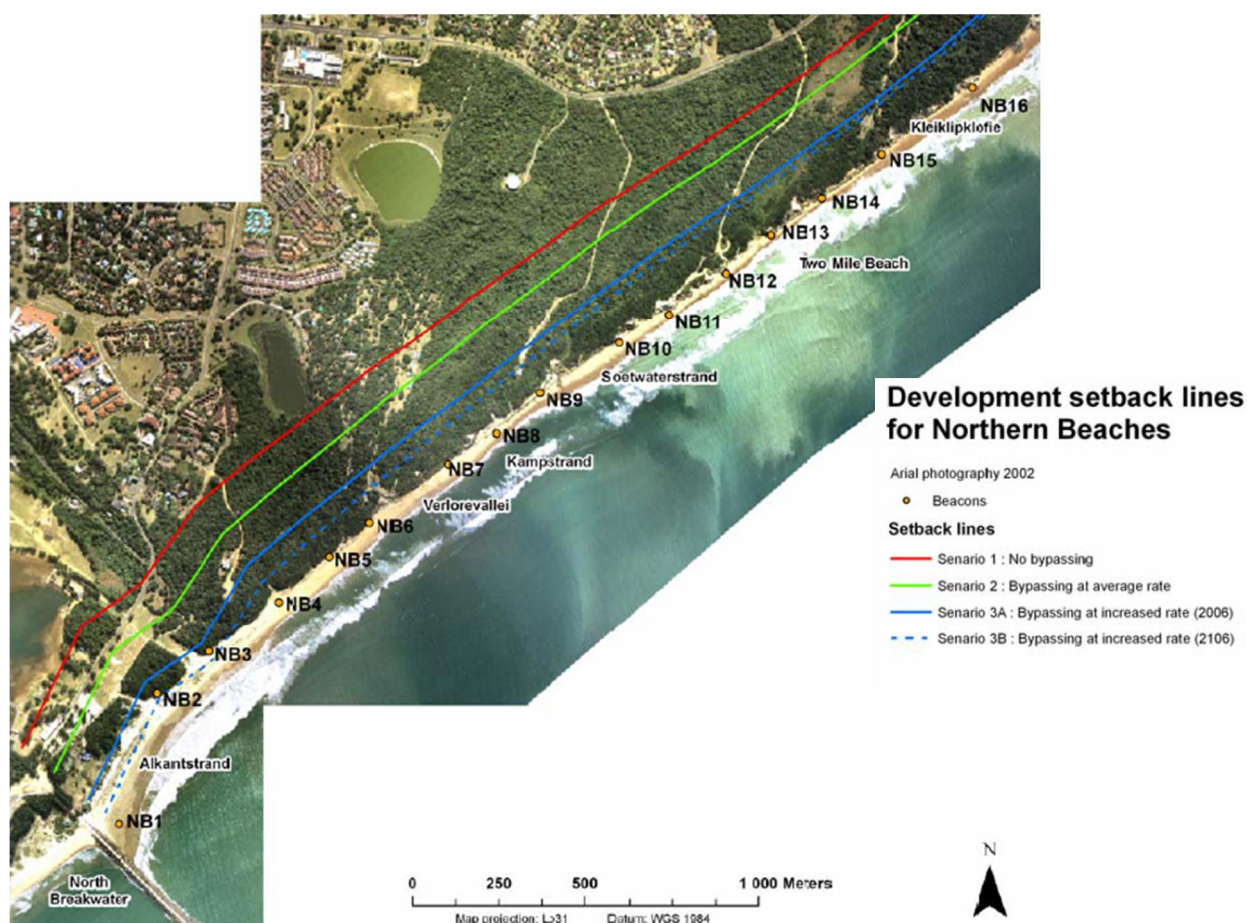 NB16
Kleiklipklofie
NB15
NB14
NB13
Two Mile Beach
NB12
NB11
NB10
Soetwaterstrand
NB9
NB8
Kampstrand
NB7
Verlorevallei
NB6
NB5
NB4
NB3
NB2
Alkantstrand
NB1
North
Breakwater
Development setback lines
for Northern Beaches
Arial photography 2002
Beacons
Setback lines
Senario 1 : No bypassing
Senario 2 : Bypassing at average rate
Senario 3A : Bypassing at increased rate (2006)
Senario 3B : Bypassing at increased rate (2106)
N
0 250 500 1 000 Meters
Map projection: Lo31 Datum: WGS 1984